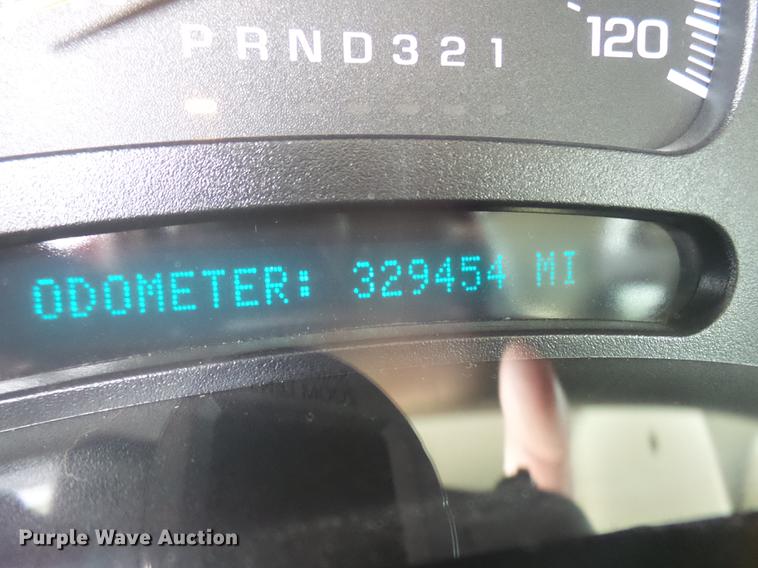 PRND321
120
ODOMETER: 329454 MI
Purple Wave Auction